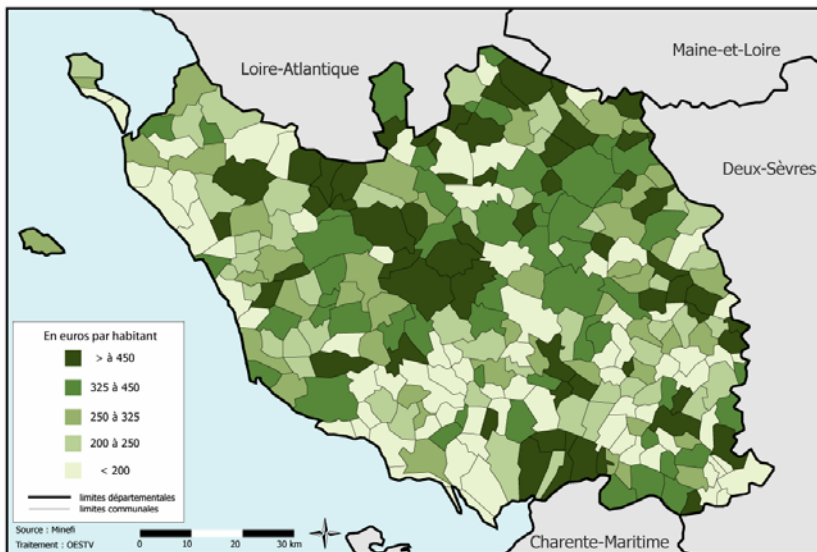 Loire-Atlantique
Maine-et-Loire
Deux-Sèvres
En euros par habitant
> à 450
325 à 450
250 à 325
200 à 250
< 200
limites départementales
limites communales
Source : Minefi
Traitement : OESTV
0 10 20 30 km
Charente-Maritime